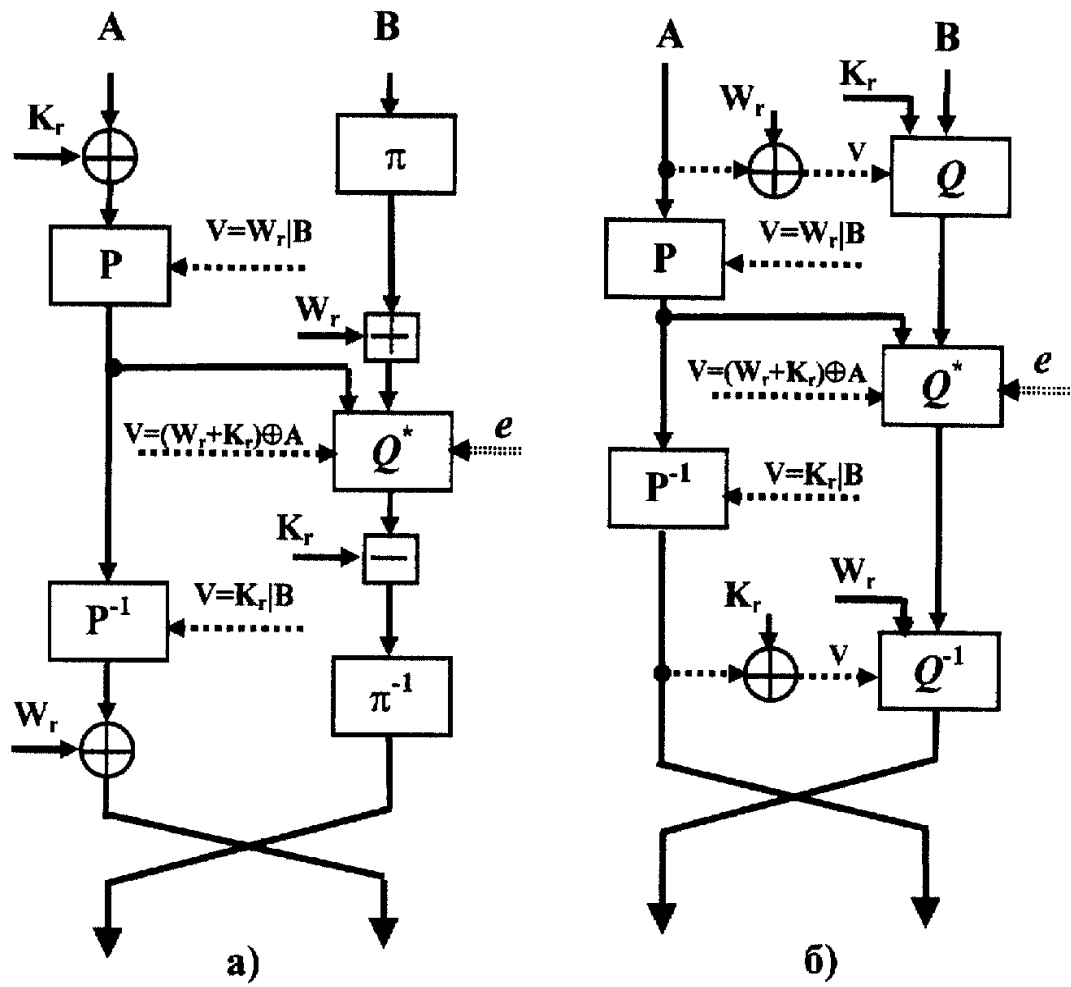 A B
K_r
π
P
V=W_r|B
W_r
+
V=(W_r+K_r)⊕A
Q*
e
K_r
−
P⁻¹
V=K_r|B
π⁻¹
W_r
а)
A B
K_r
W_r
V
Q
P
V=W_r|B
V=(W_r+K_r)⊕A
Q*
e
P⁻¹
V=K_r|B
W_r
K_r
V
Q⁻¹
б)